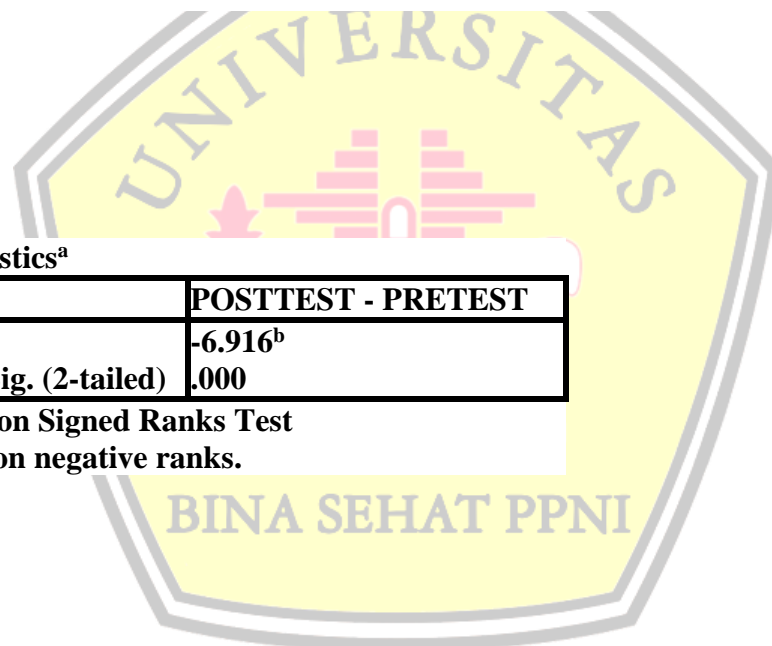 UNIVERSITAS
stics^a
POSTTEST - PRETEST
-6.916^b
ig. (2-tailed) .000
on Signed Ranks Test
on negative ranks.
BINA SEHAT PPNI